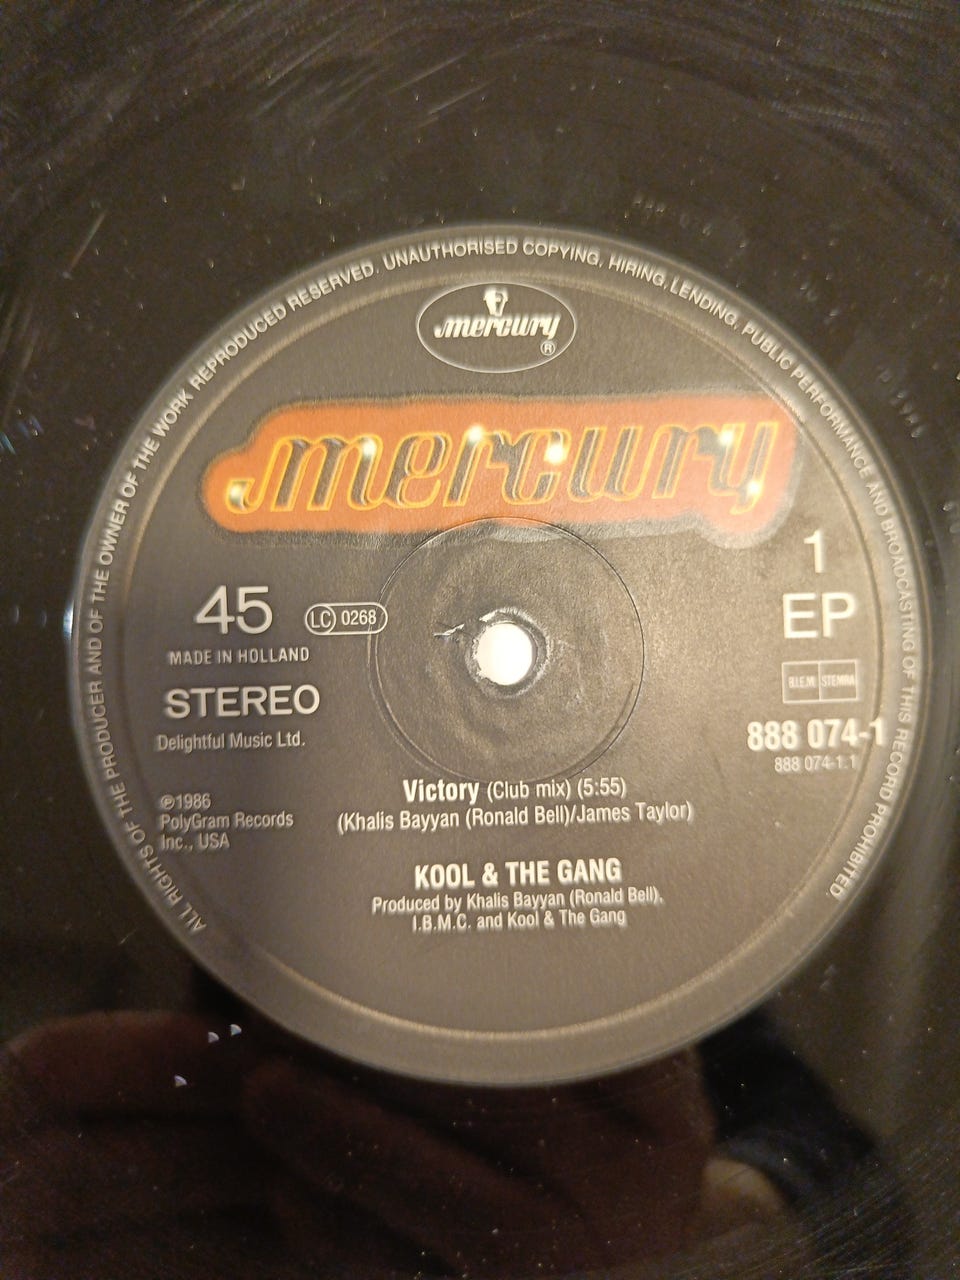 ALL RIGHTS OF THE PRODUCER AND OF THE OWNER OF THE WORK REPRODUCED RESERVED. UNAUTHORISED COPYING, HIRING, LENDING, PUBLIC PERFORMANCE AND BROADCASTING OF THIS RECORD PROHIBITED.
mercury
®
mercury
1
45
LC 0268
EP
MADE IN HOLLAND
B.I.E.M. STEMRA
STEREO
888 074-1
Delightful Music Ltd.
888 074-1.1
Victory (Club mix) (5:55)
℗1986
(Khalis Bayyan (Ronald Bell)/James Taylor)
PolyGram Records
Inc., USA
KOOL & THE GANG
Produced by Khalis Bayyan (Ronald Bell),
I.B.M.C. and Kool & The Gang